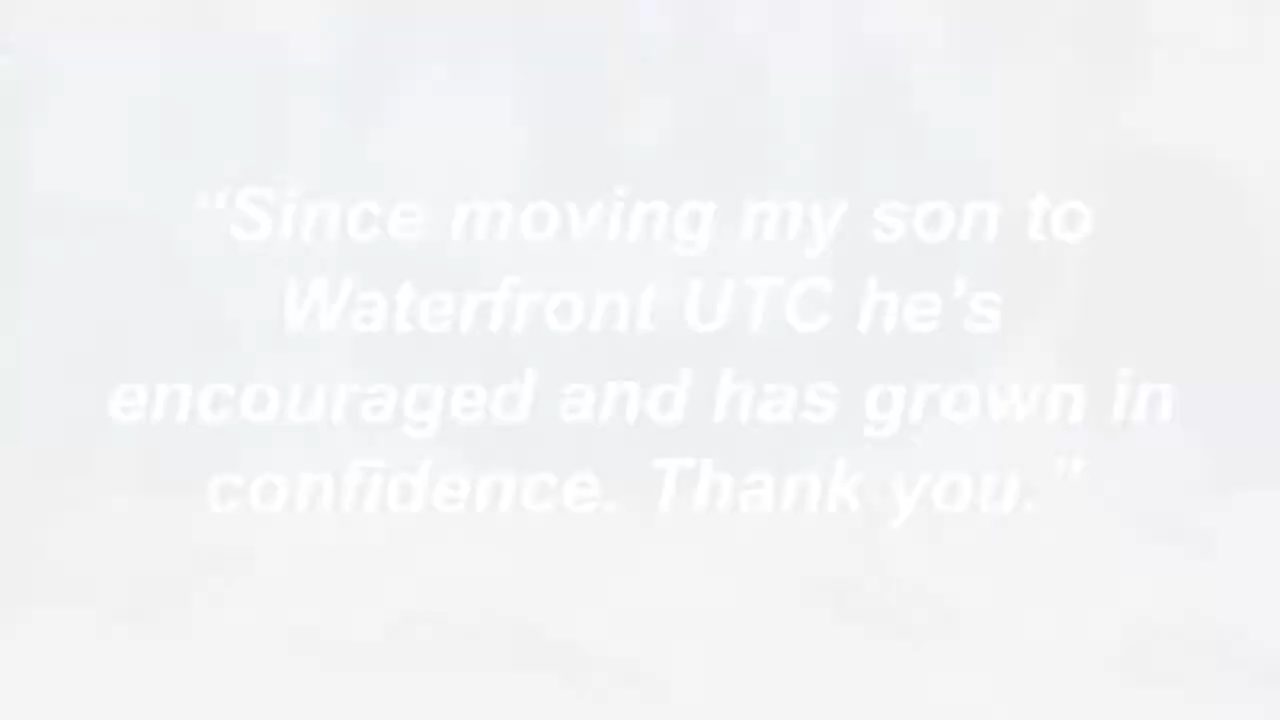 “Since moving my son to
Waterfront UTC he’s
encouraged and has grown in
confidence. Thank you.”